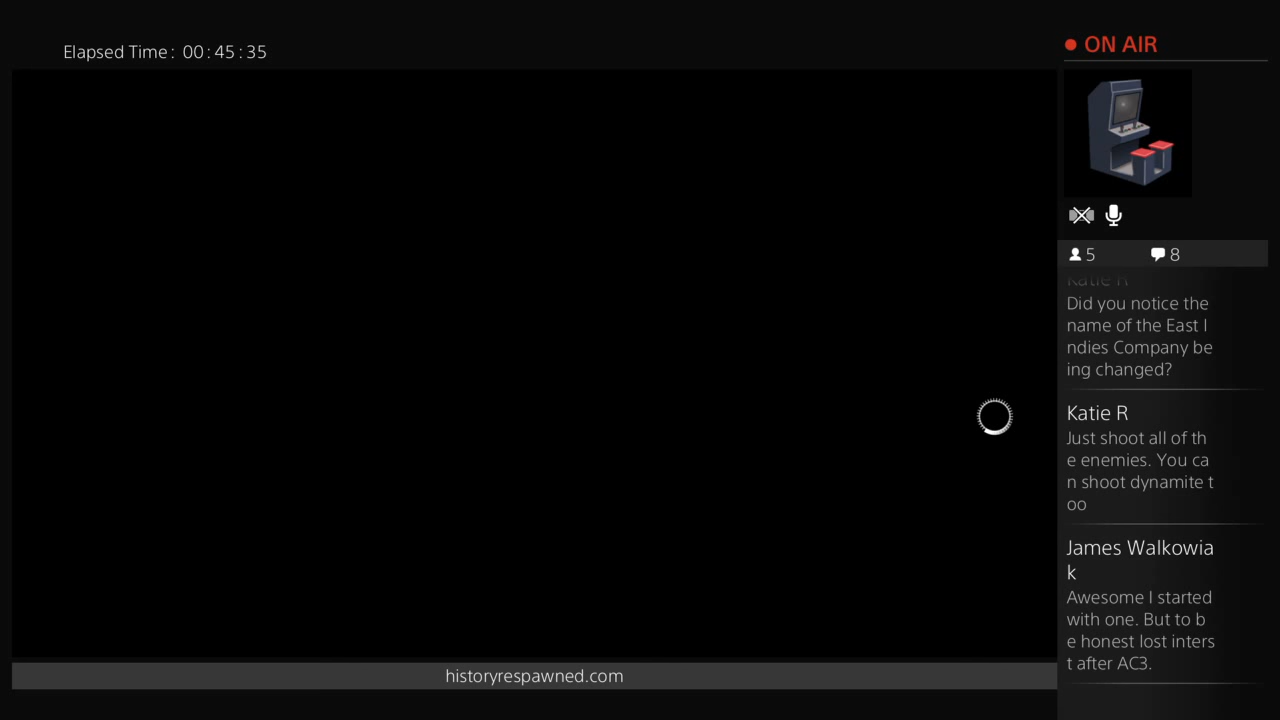 Elapsed Time: 00:45:35
ON AIR
5 8
Katie R
Did you notice the
name of the East I
ndies Company be
ing changed?
Katie R
Just shoot all of th
e enemies. You ca
n shoot dynamite t
oo
James Walkowia
k
Awesome I started
with one. But to b
e honest lost inters
t after AC3.
historyrespawned.com